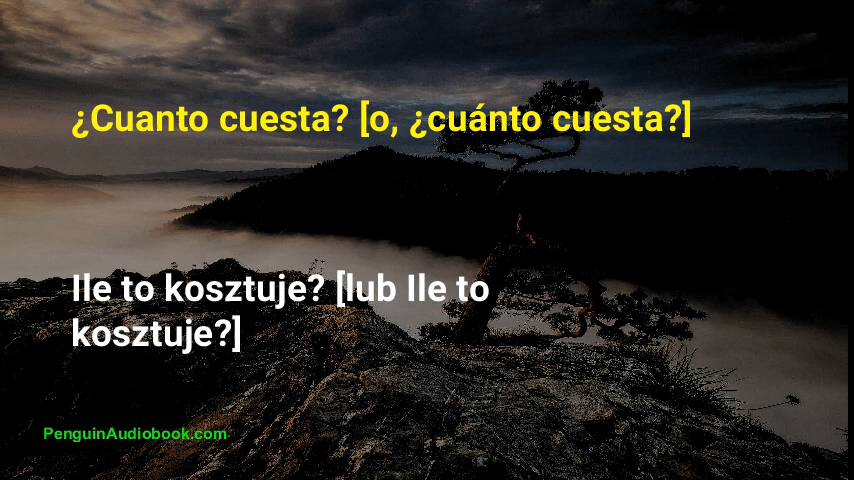 ¿Cuanto cuesta? [o, ¿cuánto cuesta?]
Ile to kosztuje? [lub Ile to
kosztuje?]
PenguinAudiobook.com